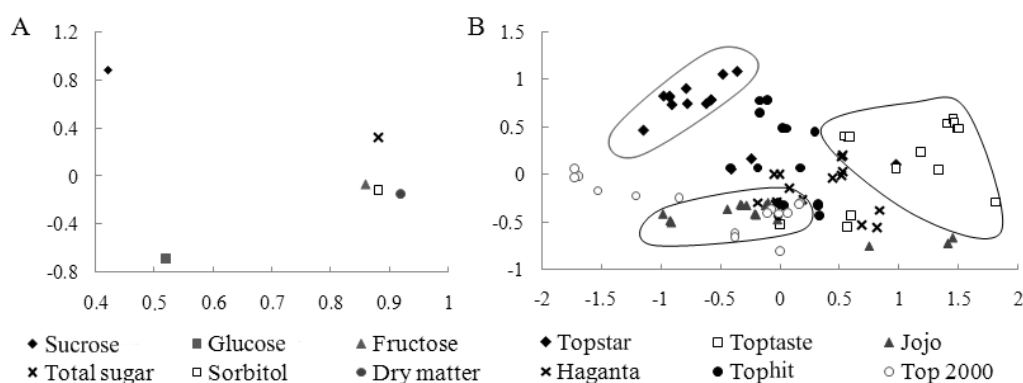 A
B
1.2
0.8
0.4
0
-0.4
-0.8
0.4 0.5 0.6 0.7 0.8 0.9 1
1.5
1
0.5
0
-0.5
-1
-2 -1.5 -1 -0.5 0 0.5 1 1.5 2
Sucrose Glucose Fructose
Total sugar Sorbitol Dry matter
Topstar Toptaste Jojo
Haganta Tophit Top 2000